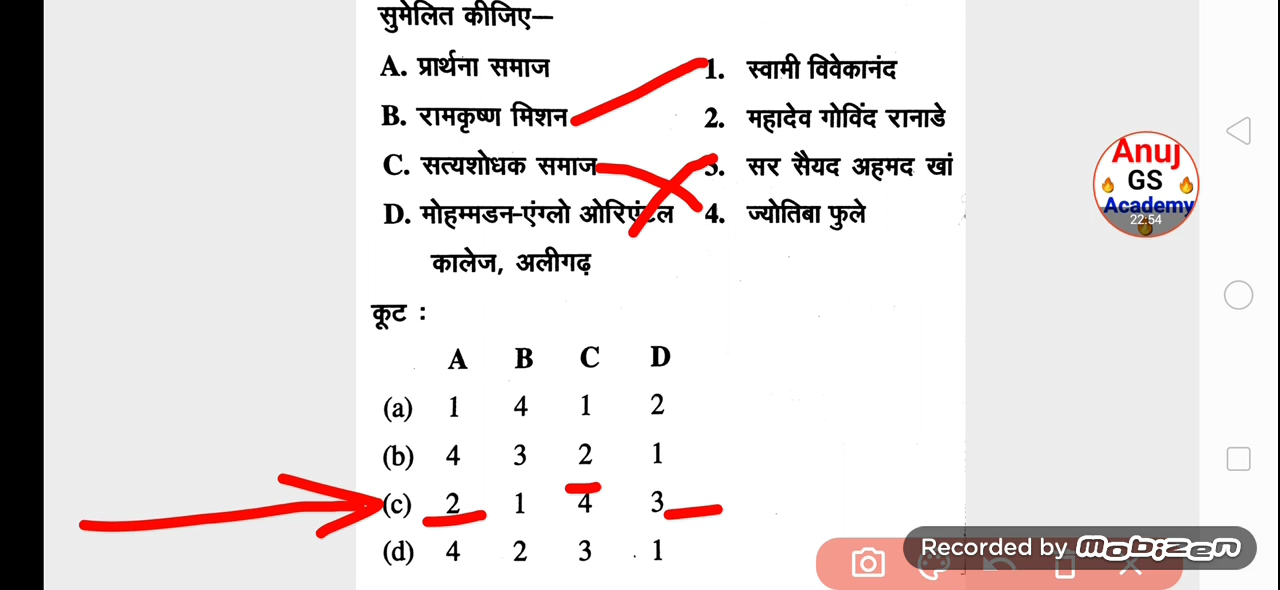 सुमेलित कीजिए—
A. प्रार्थना समाज 1. स्वामी विवेकानंद
B. रामकृष्ण मिशन 2. महादेव गोविंद रानाडे
C. सत्यशोधक समाज 3. सर सैयद अहमद खां
D. मोहम्मडन-एंग्लो ओरिएंटल 4. ज्योतिबा फुले
कालेज, अलीगढ़
कूट :
A B C D
(a) 1 4 1 2
(b) 4 3 2 1
(c) 2 1 4 3
(d) 4 2 3 1
Anuj
GS
Academy
22:54
Recorded by Mobizen